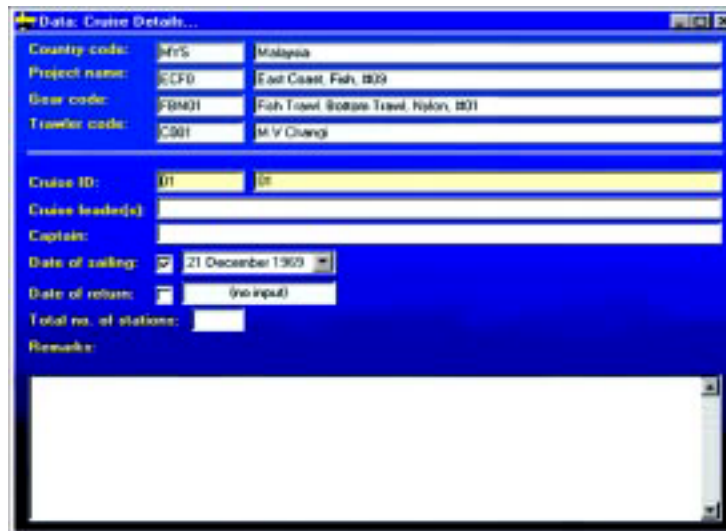 Data: Cruise Details...
Country code: MYS Malaysia
Project name: ECF0 East Coast, Fish, #09
Gear code: FBN01 Fish Trawl, Bottom Trawl, Nylon, #01
Trawler code: C001 M V Changi
Cruise ID: 01 01
Cruise leader(s):
Captain:
Date of sailing: 21 December 1969
Date of return: (no input)
Total no. of stations:
Remarks: